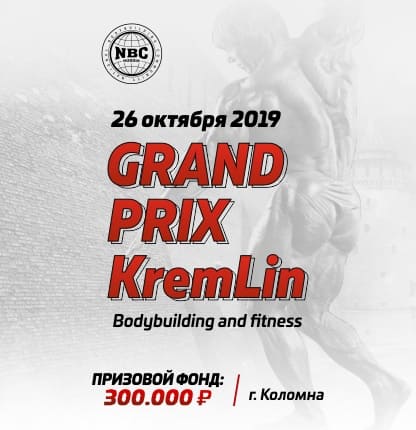 NBC
26 октября 2019
GRAND
PRIX
KremLin
Bodybuilding and fitness
ПРИЗОВОЙ ФОНД:
300.000 ₽
г. Коломна